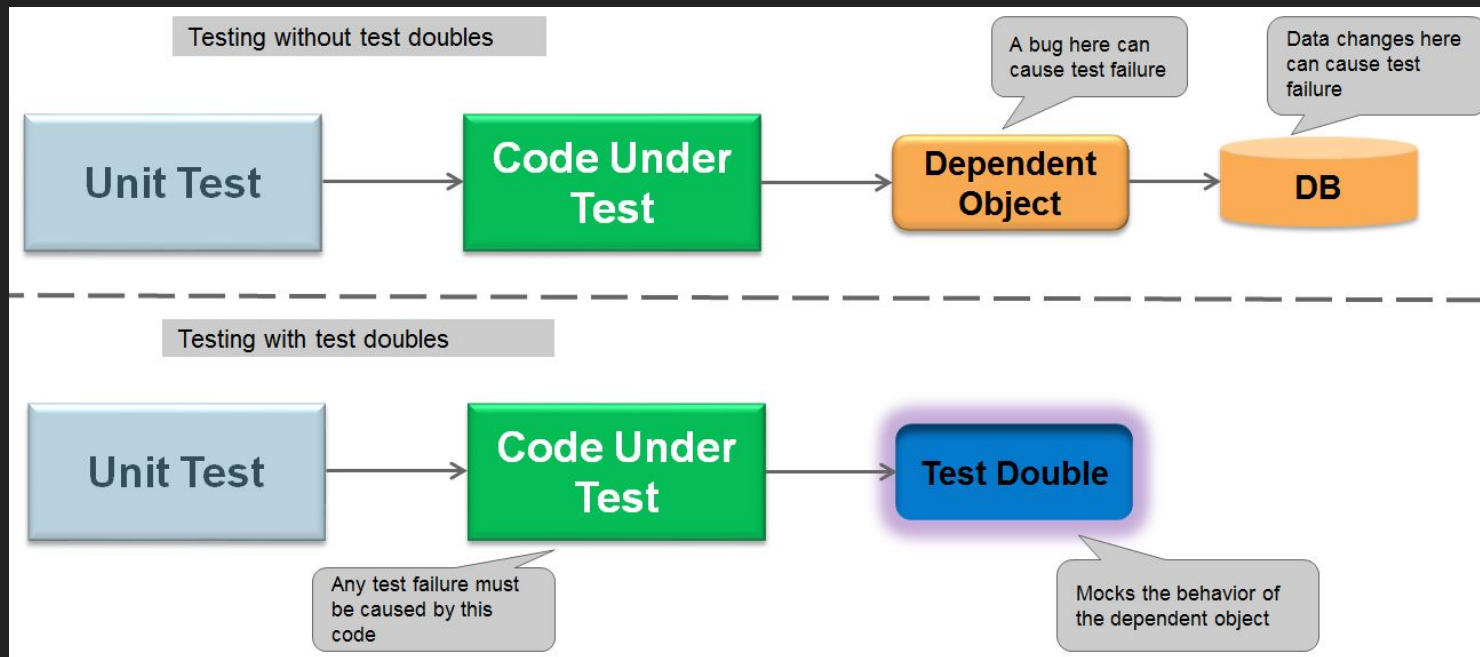 Testing without test doubles
A bug here can
cause test failure
Data changes here
can cause test
failure
Unit Test
Code Under
Test
Dependent
Object
DB
Testing with test doubles
Unit Test
Code Under
Test
Test Double
Any test failure must
be caused by this
code
Mocks the behavior of
the dependent object